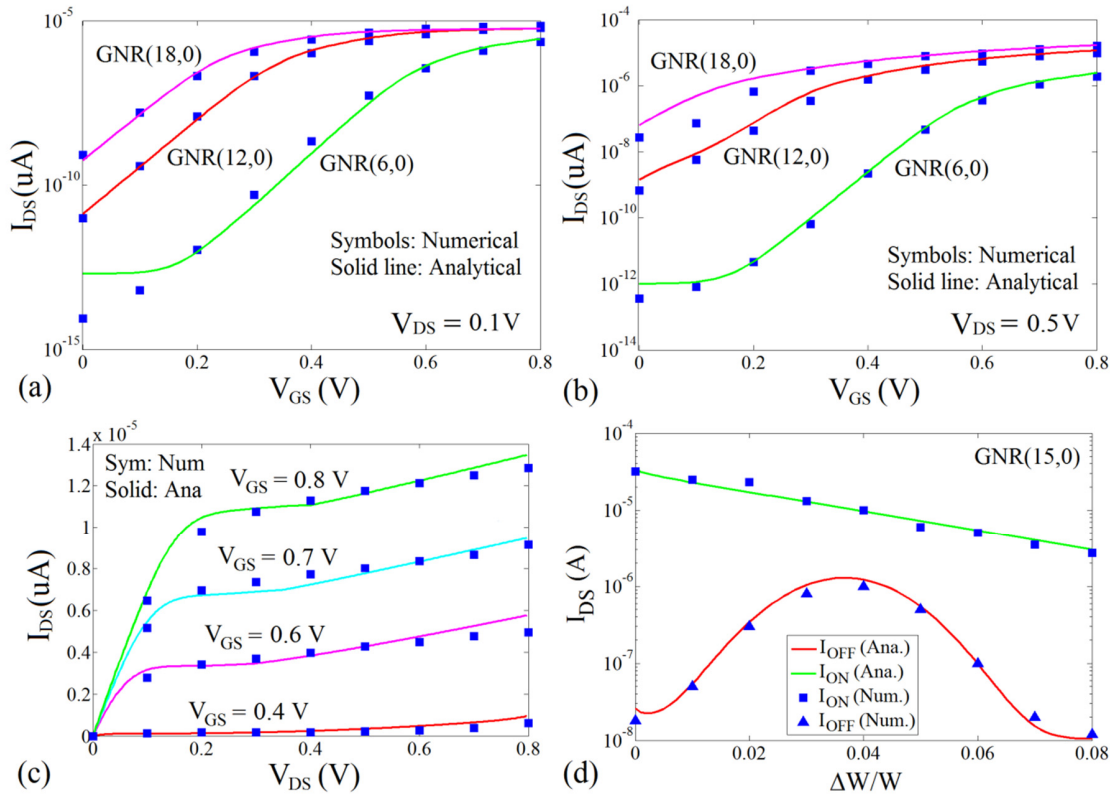 10⁻⁵
GNR(18,0)
GNR(12,0)
GNR(6,0)
10⁻¹⁰
I_DS (uA)
Symbols: Numerical
Solid line: Analytical
V_DS = 0.1V
10⁻¹⁵
0 0.2 0.4 0.6 0.8
(a) V_GS (V)
10⁻⁴
GNR(18,0)
10⁻⁶
10⁻⁸
GNR(12,0)
GNR(6,0)
I_DS (uA)
10⁻¹⁰
Symbols: Numerical
Solid line: Analytical
10⁻¹²
V_DS = 0.5V
10⁻¹⁴
0 0.2 0.4 0.6 0.8
(b) V_GS (V)
x 10⁻⁵
1.4
Sym: Num
Solid: Ana
V_GS = 0.8 V
1.2
1
V_GS = 0.7 V
0.8
I_DS (uA)
0.6
V_GS = 0.6 V
0.4
V_GS = 0.4 V
0.2
0
0 0.2 0.4 0.6 0.8
(c) V_DS (V)
10⁻⁴
GNR(15,0)
10⁻⁵
I_DS (A)
10⁻⁶
I_OFF (Ana.)
I_ON (Ana.)
I_ON (Num.)
I_OFF (Num.)
10⁻⁷
10⁻⁸
0 0.02 0.04 0.06 0.08
(d) ΔW/W